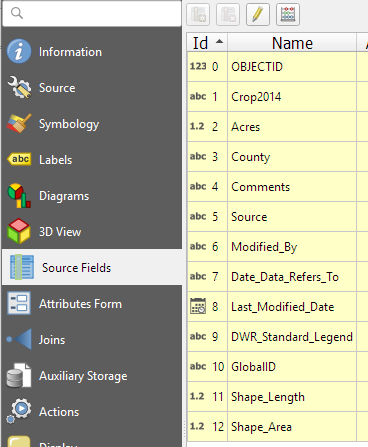 Information
Source
Symbology
abc Labels
Diagrams
3D View
Source Fields
Attributes Form
Joins
Auxiliary Storage
Actions
Display
Id Name
123 0 OBJECTID
abc 1 Crop2014
1.2 2 Acres
abc 3 County
abc 4 Comments
abc 5 Source
abc 6 Modified_By
abc 7 Date_Data_Refers_To
8 Last_Modified_Date
abc 9 DWR_Standard_Legend
abc 10 GlobalID
1.2 11 Shape_Length
1.2 12 Shape_Area